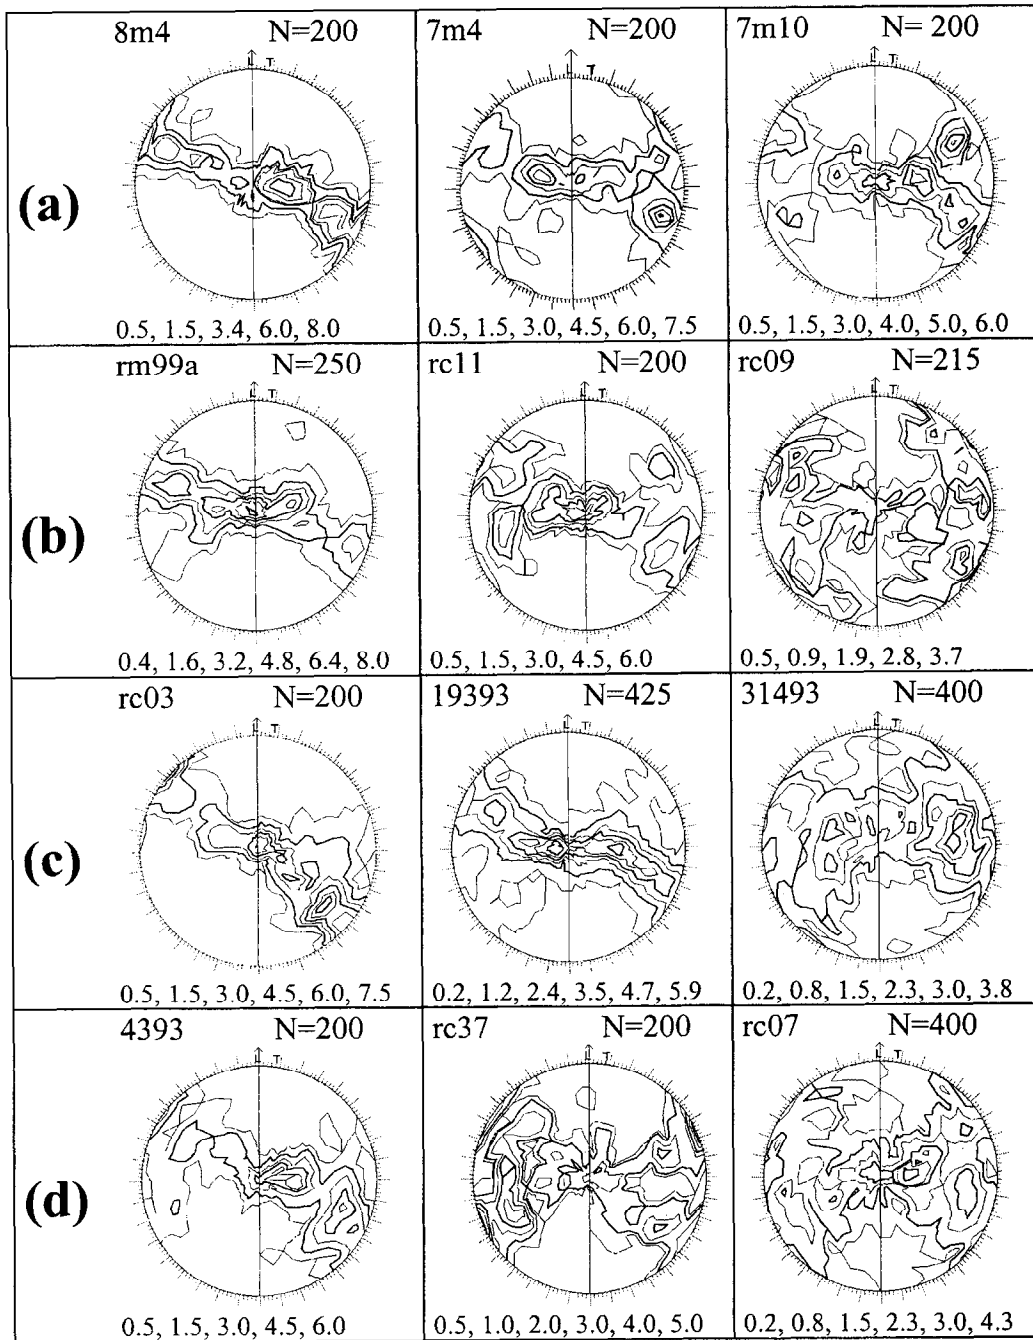 8m4 N=200
7m4 N=200
7m10 N= 200
L T
L T
L T
(a)
0.5, 1.5, 3.4, 6.0, 8.0
0.5, 1.5, 3.0, 4.5, 6.0, 7.5
0.5, 1.5, 3.0, 4.0, 5.0, 6.0
rm99a N=250
rc11 N=200
rc09 N=215
L T
L T
L T
(b)
0.4, 1.6, 3.2, 4.8, 6.4, 8.0
0.5, 1.5, 3.0, 4.5, 6.0
0.5, 0.9, 1.9, 2.8, 3.7
rc03 N=200
19393 N=425
31493 N=400
L T
L T
L T
(c)
0.5, 1.5, 3.0, 4.5, 6.0, 7.5
0.2, 1.2, 2.4, 3.5, 4.7, 5.9
0.2, 0.8, 1.5, 2.3, 3.0, 3.8
4393 N=200
rc37 N=200
rc07 N=400
L T
L T
L T
(d)
0.5, 1.5, 3.0, 4.5, 6.0
0.5, 1.0, 2.0, 3.0, 4.0, 5.0
0.2, 0.8, 1.5, 2.3, 3.0, 4.3